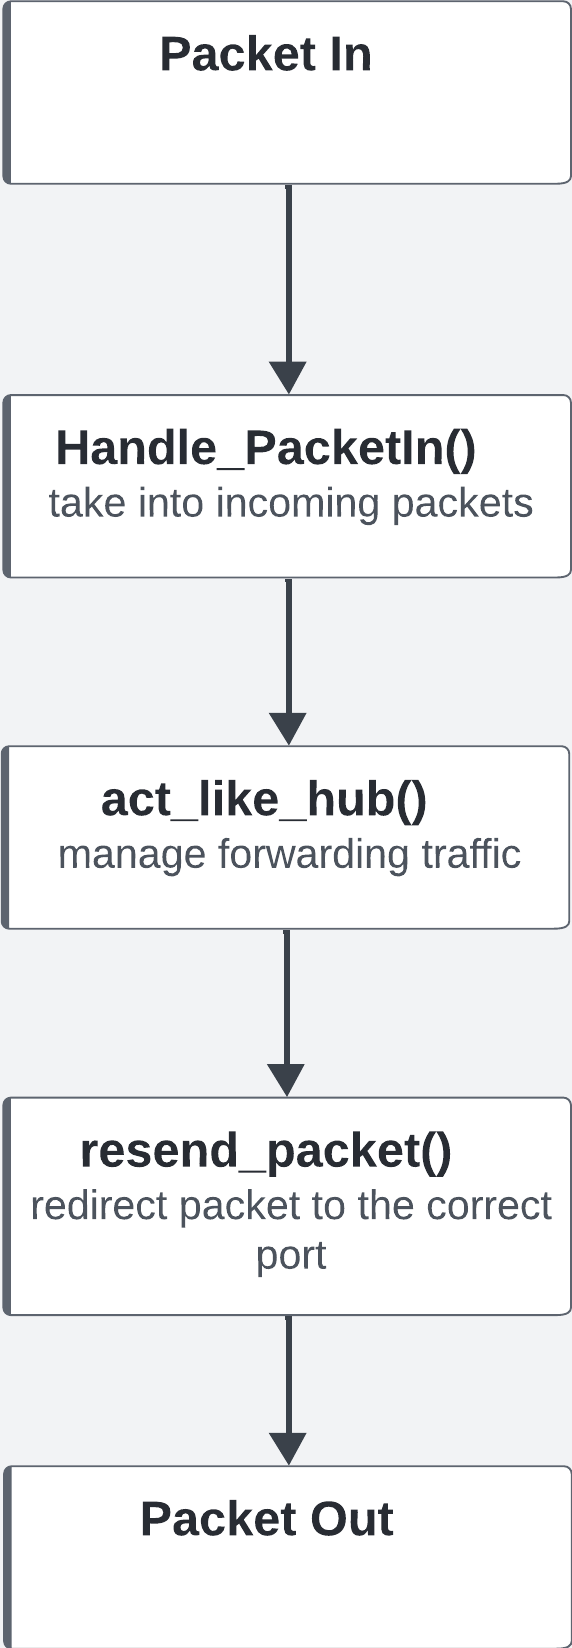 Packet In
Handle_PacketIn()
take into incoming packets
act_like_hub()
manage forwarding traffic
resend_packet()
redirect packet to the correct
port
Packet Out